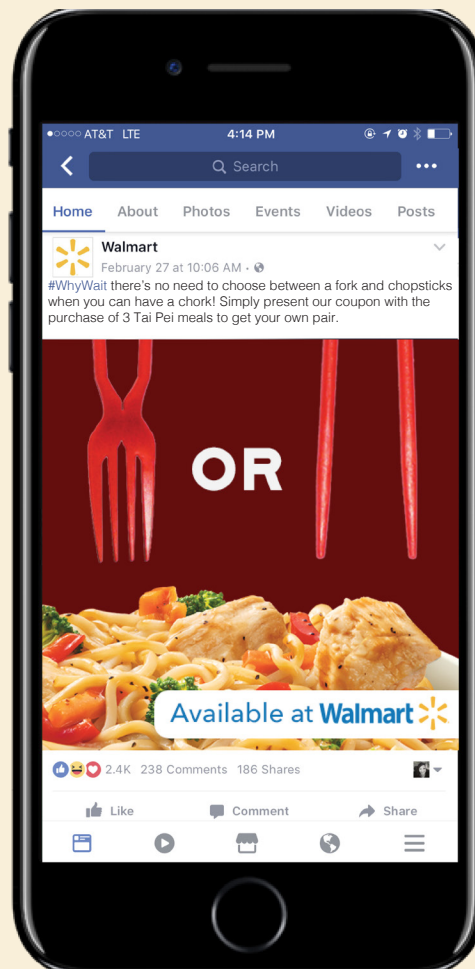 AT&T LTE 4:14 PM
Search
Home About Photos Events Videos Posts
Walmart
February 27 at 10:06 AM
#WhyWait there's no need to choose between a fork and chopsticks
when you can have a chork! Simply present our coupon with the
purchase of 3 Tai Pei meals to get your own pair.
OR
Available at Walmart
2.4K 238 Comments 186 Shares
Like Comment Share